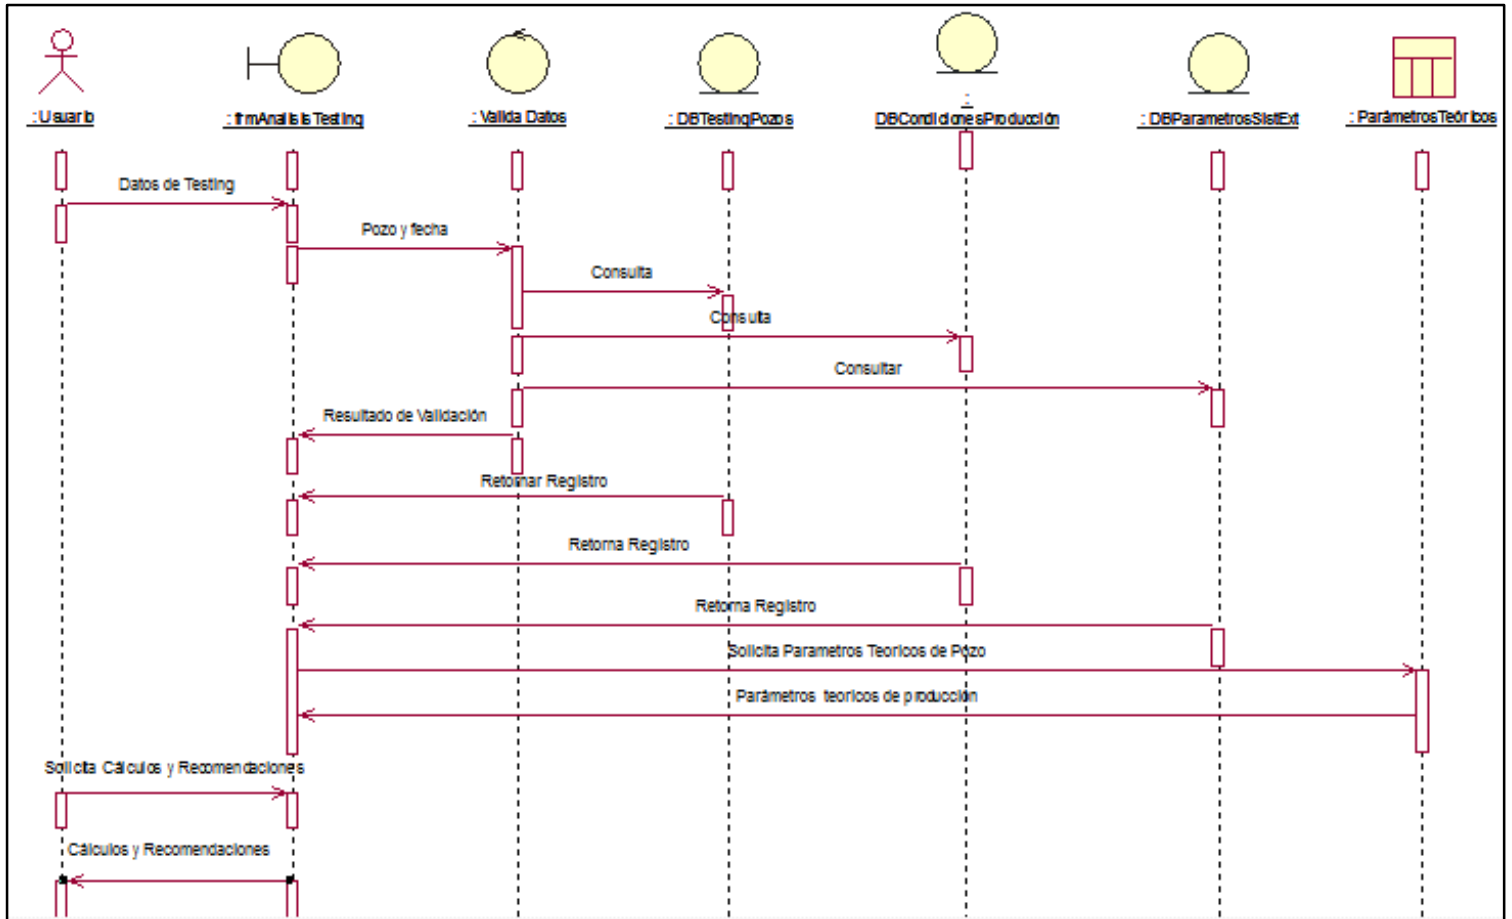 : Usuario
: frmAnalisisTesting
: Valida Datos
: DBTestingPozos
:
DBCondicionesProducción
: DBParametrosSistExt
: ParámetrosTeóricos
Datos de Testing
Pozo y fecha
Consulta
Consulta
Consultar
Resultado de Validación
Retornar Registro
Retorna Registro
Retorna Registro
Solicita Parametros Teoricos de Pozo
Parámetros teoricos de producción
Solicita Cálculos y Recomendaciones
Cálculos y Recomendaciones